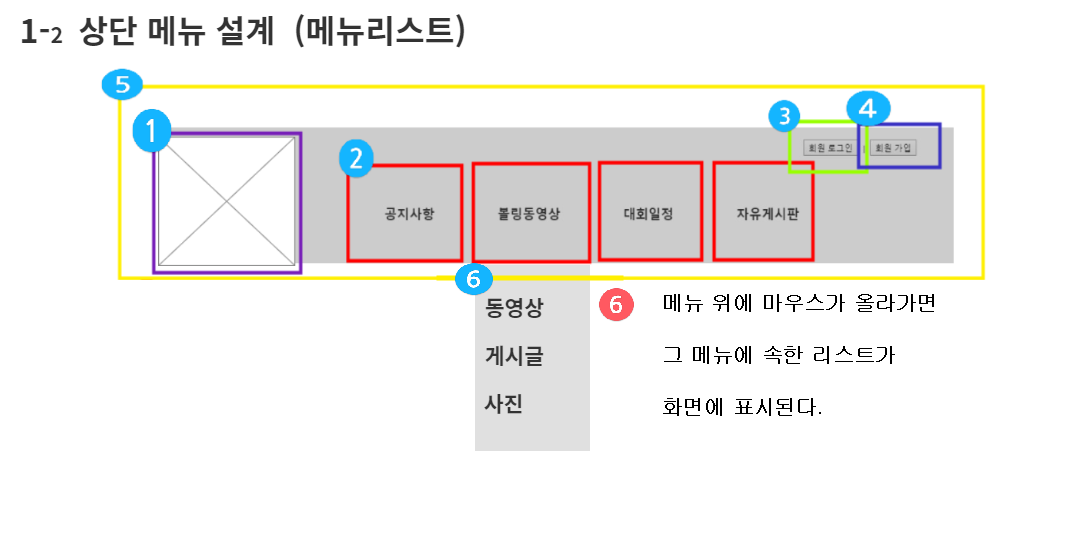 1-2 상단 메뉴 설계 (메뉴리스트)
5
1
2
3
4
회원 로그인 | 회원 가입
공지사항 볼링동영상 대회일정 자유게시판
6
동영상
게시글
사진
6 메뉴 위에 마우스가 올라가면
그 메뉴에 속한 리스트가
화면에 표시된다.